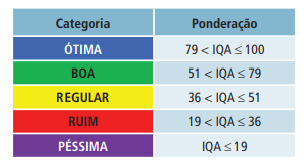 Categoria Ponderação
ÓTIMA 79 < IQA ≤ 100
BOA 51 < IQA ≤ 79
REGULAR 36 < IQA ≤ 51
RUIM 19 < IQA ≤ 36
PÉSSIMA IQA ≤ 19